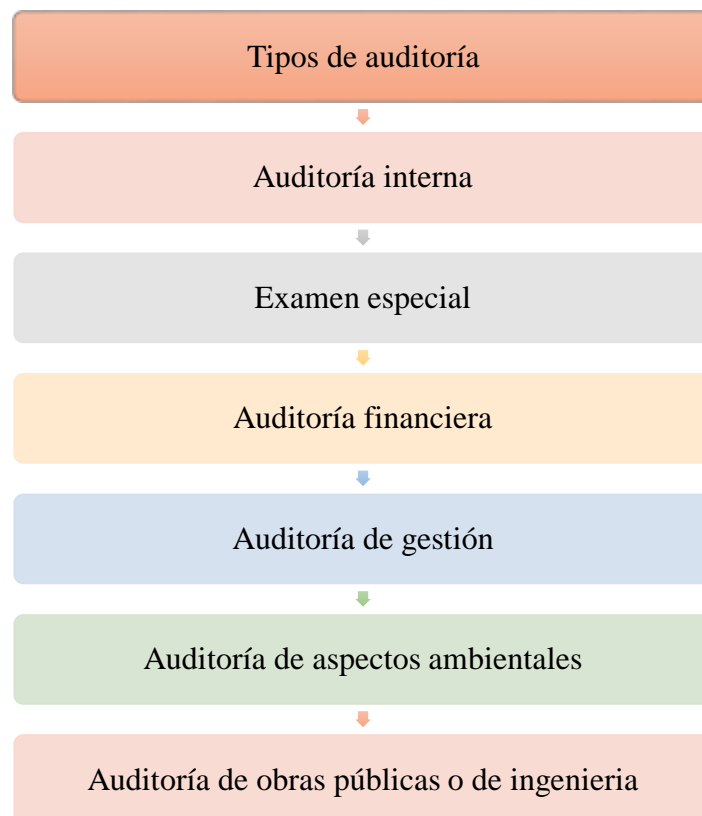 Tipos de auditoría
Auditoría interna
Examen especial
Auditoría financiera
Auditoría de gestión
Auditoría de aspectos ambientales
Auditoría de obras públicas o de ingenieria